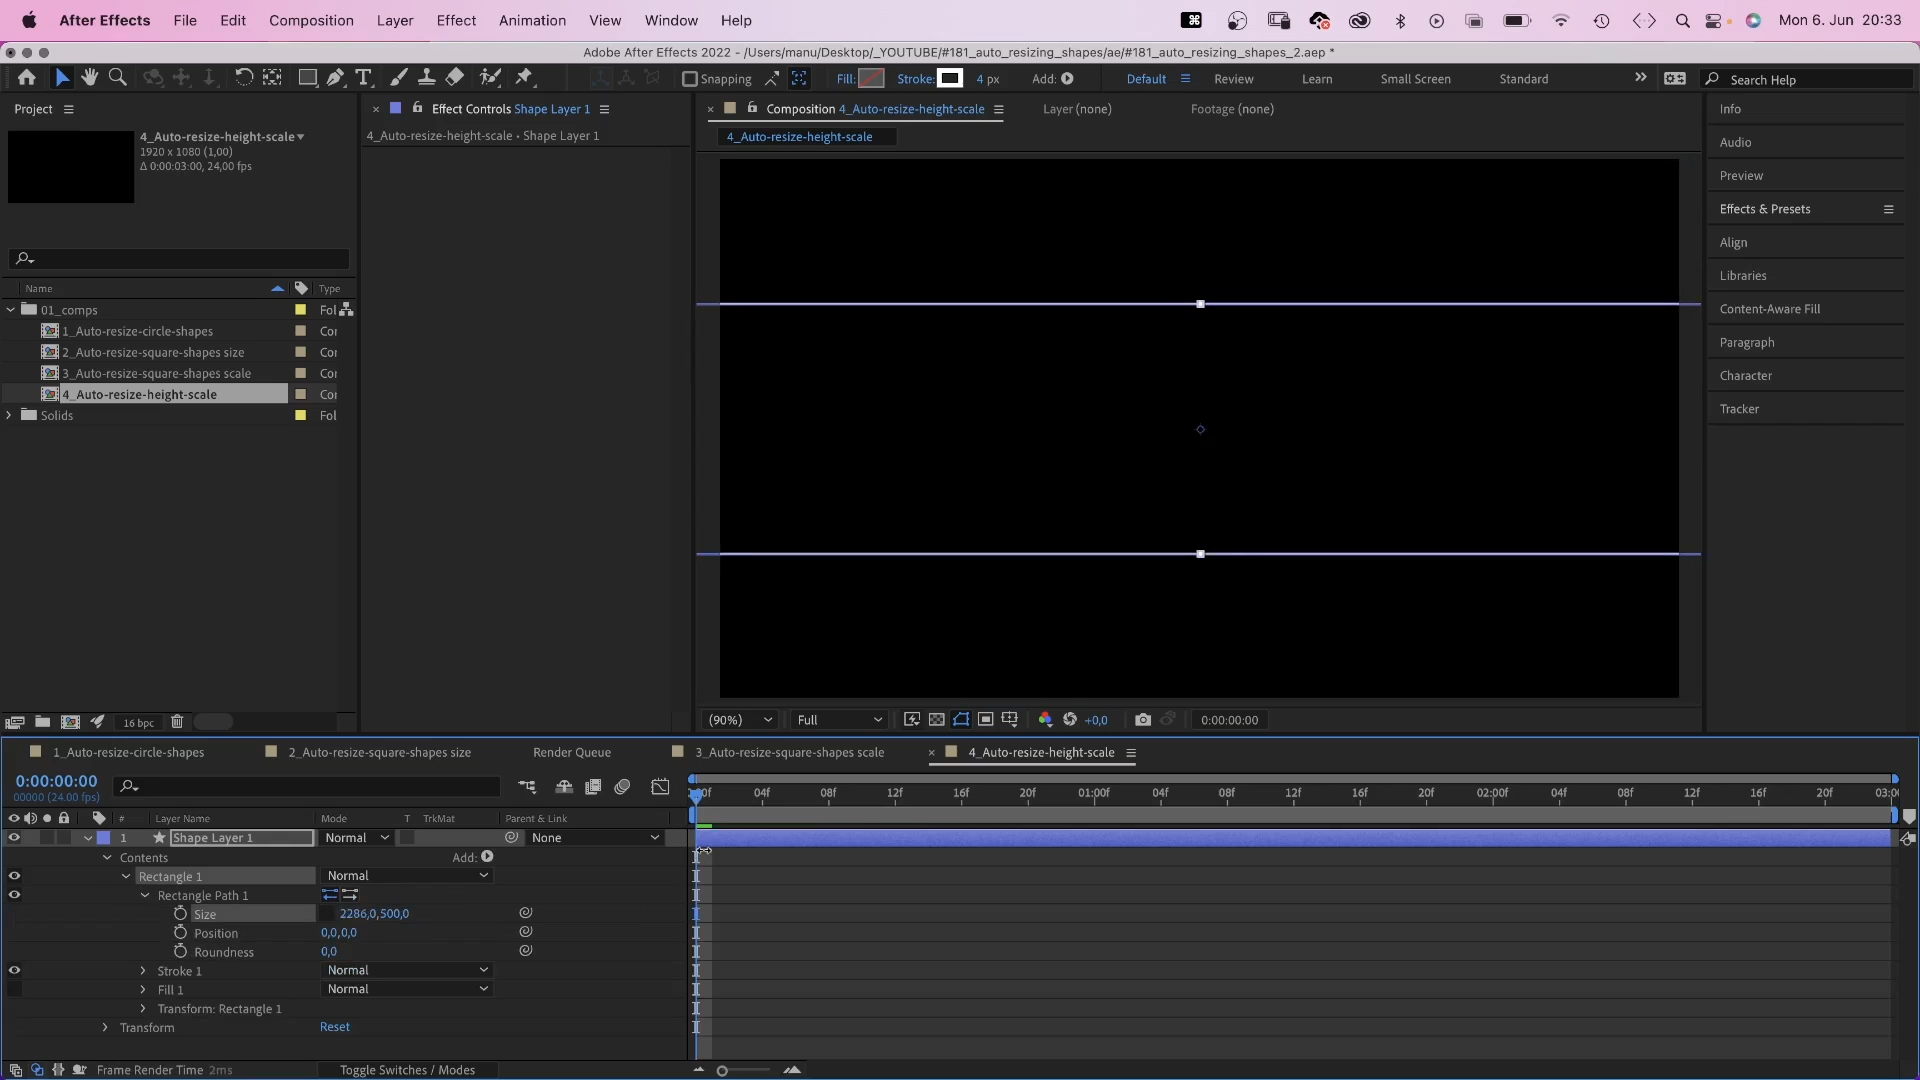 After Effects File Edit Composition Layer Effect Animation View Window Help Mon 6. Jun 20:33
Adobe After Effects 2022 - /Users/manu/Desktop/_YOUTUBE/#181_auto_resizing_shapes/ae/#181_auto_resizing_shapes_2.aep *
Snapping Fill: Stroke: 4 px Add: Default Review Learn Small Screen Standard Search Help
Project
4_Auto-resize-height-scale
1920 x 1080 (1,00)
Δ 0:00:03:00, 24,00 fps
Name Type
01_comps Fol
1_Auto-resize-circle-shapes Cor
2_Auto-resize-square-shapes size Cor
3_Auto-resize-square-shapes scale Cor
4_Auto-resize-height-scale Cor
Solids Fol
16 bpc
Effect Controls Shape Layer 1
4_Auto-resize-height-scale • Shape Layer 1
Composition 4_Auto-resize-height-scale Layer (none) Footage (none)
4_Auto-resize-height-scale
(90%) Full +0,0 0:00:00:00
Info
Audio
Preview
Effects & Presets
Align
Libraries
Content-Aware Fill
Paragraph
Character
Tracker
1_Auto-resize-circle-shapes 2_Auto-resize-square-shapes size Render Queue 3_Auto-resize-square-shapes scale × 4_Auto-resize-height-scale
0:00:00:00
00000 (24.00 fps)
:00f 04f 08f 12f 16f 20f 01:00f 04f 08f 12f 16f 20f 02:00f 04f 08f 12f 16f 20f 03:00
# Layer Name Mode T TrkMat Parent & Link
1 Shape Layer 1 Normal None
Contents Add:
Rectangle 1 Normal
Rectangle Path 1
Size 2286,0,500,0
Position 0,0,0,0
Roundness 0,0
Stroke 1 Normal
Fill 1 Normal
Transform: Rectangle 1
Transform Reset
Frame Render Time 2ms Toggle Switches / Modes